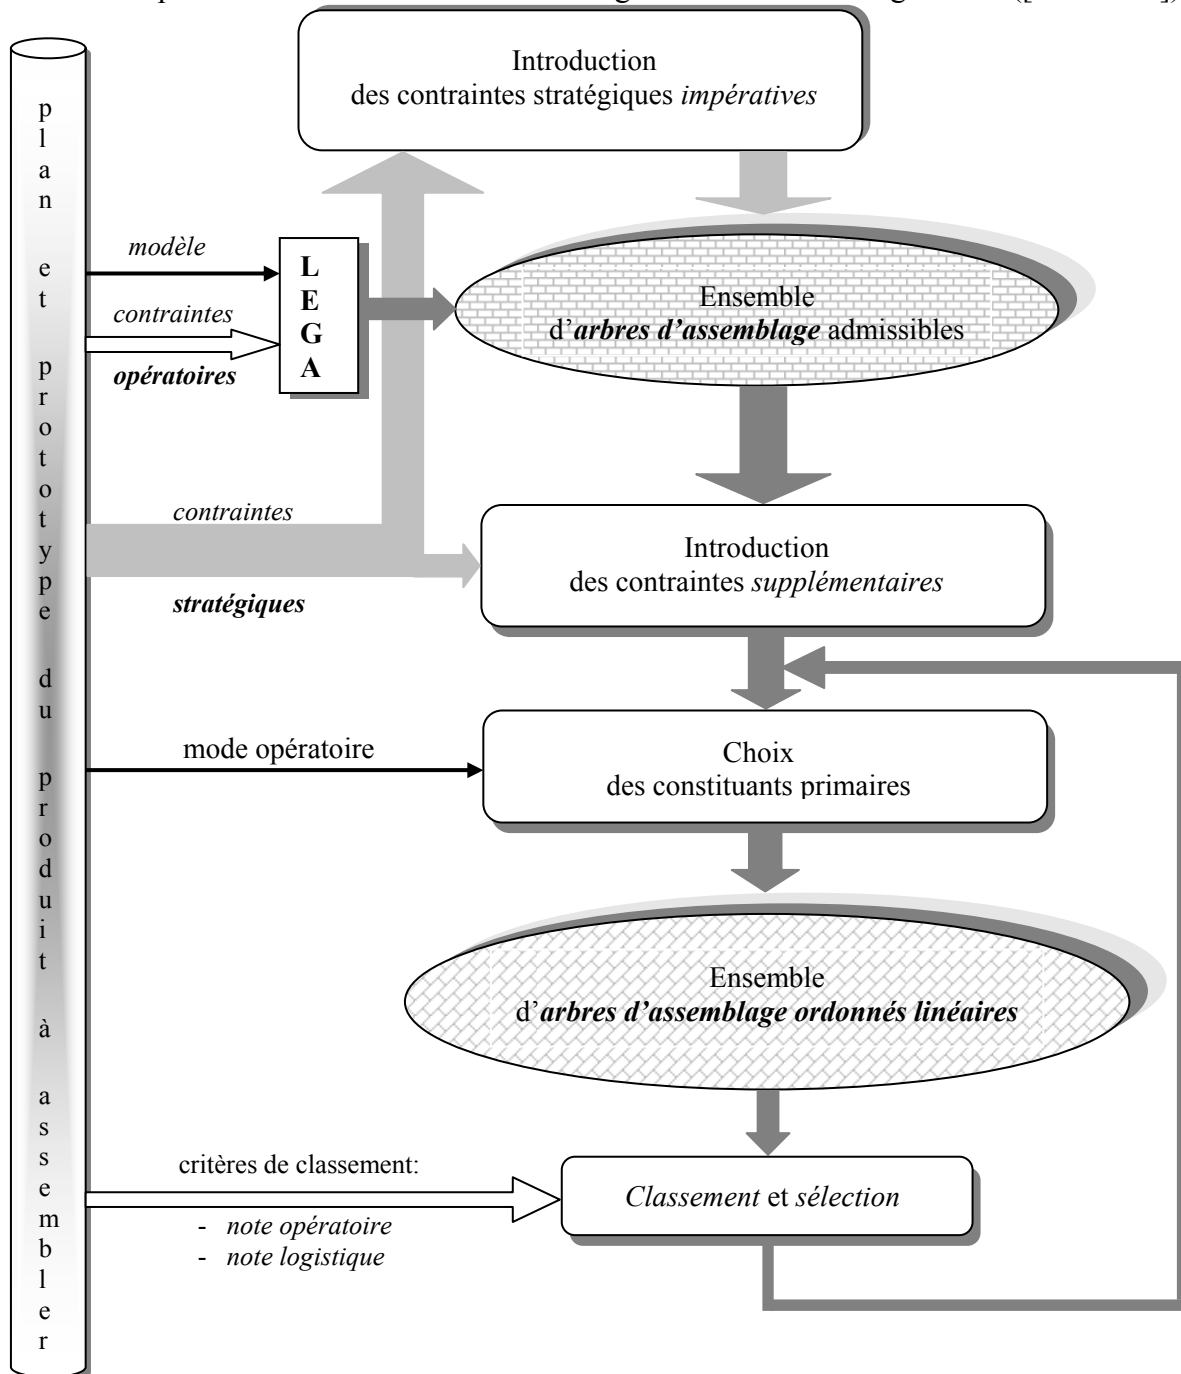 Introduction
des contraintes stratégiques impératives
plan et prototype du produit à assembler
modèle
LEGA
contraintes
opératoires
Ensemble
d'arbres d'assemblage admissibles
contraintes
stratégiques
Introduction
des contraintes supplémentaires
mode opératoire
Choix
des constituants primaires
Ensemble
d'arbres d'assemblage ordonnés linéaires
critères de classement:
- note opératoire
- note logistique
Classement et sélection